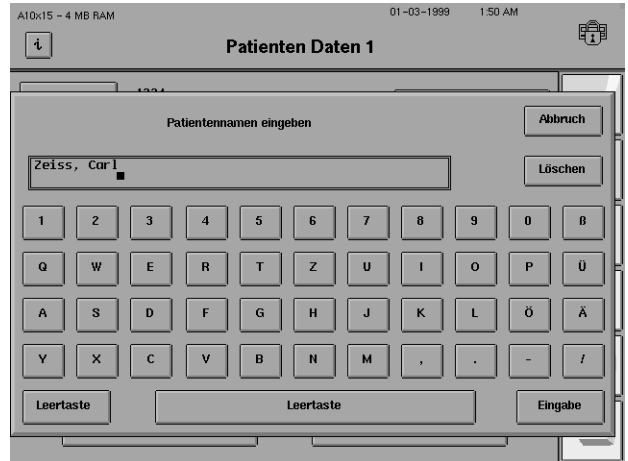 A10x15 - 4 MB RAM 01-03-1999 1:50 AM
i
Patienten Daten 1
Patientennamen eingeben
Abbruch
Zeiss, Carl
Löschen
1 2 3 4 5 6 7 8 9 0 ß
Q W E R T Z U I O P Ü
A S D F G H J K L Ö Ä
Y X C V B N M , . - /
Leertaste Leertaste Eingabe